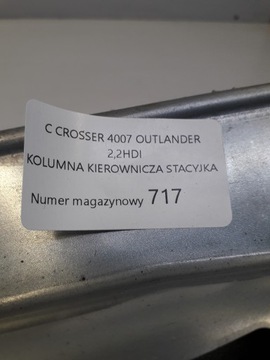 C CROSSER 4007 OUTLANDER
2,2HDI
KOLUMNA KIEROWNICZA STACYJKA
Numer magazynowy 717